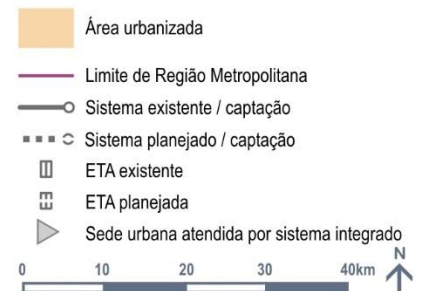 Área urbanizada
Limite de Região Metropolitana
Sistema existente / captação
Sistema planejado / captação
ETA existente
ETA planejada
Sede urbana atendida por sistema integrado
N
0 10 20 30 40km